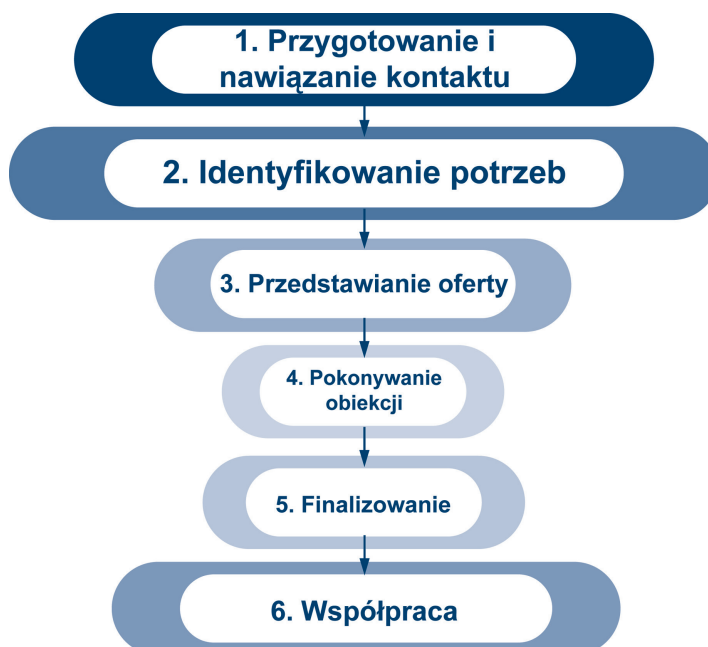 1. Przygotowanie i
nawiązanie kontaktu
2. Identyfikowanie potrzeb
3. Przedstawianie oferty
4. Pokonywanie
obiekcji
5. Finalizowanie
6. Współpraca